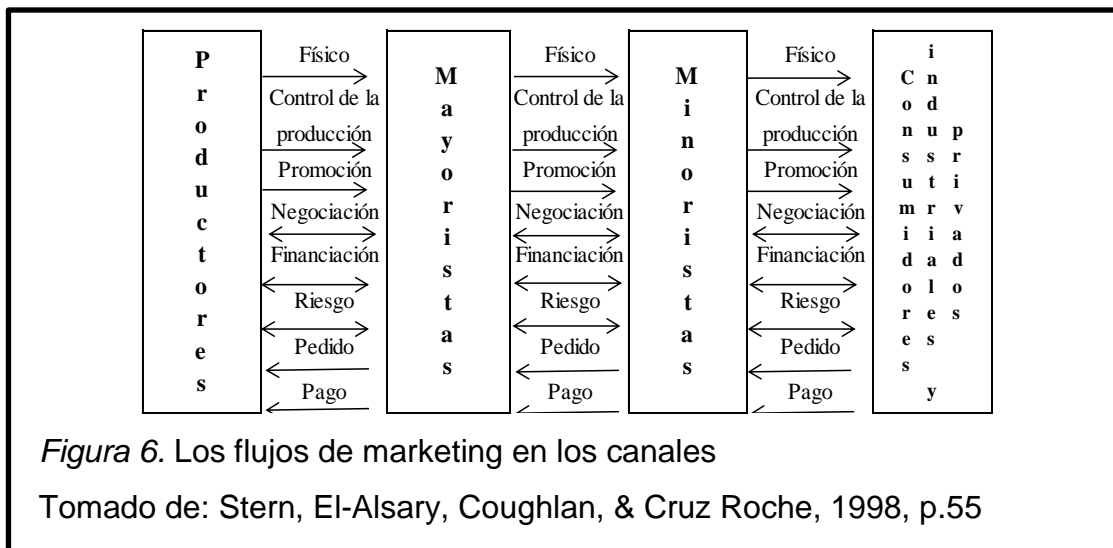 Productores
Físico
Control de la
producción
Promoción
Negociación
Financiación
Riesgo
Pedido
Pago
Mayoristas
Físico
Control de la
producción
Promoción
Negociación
Financiación
Riesgo
Pedido
Pago
Minoristas
Físico
Control de la
producción
Promoción
Negociación
Financiación
Riesgo
Pedido
Pago
Consumidores
industriales y
privados
Figura 6. Los flujos de marketing en los canales
Tomado de: Stern, El-Alsary, Coughlan, & Cruz Roche, 1998, p.55